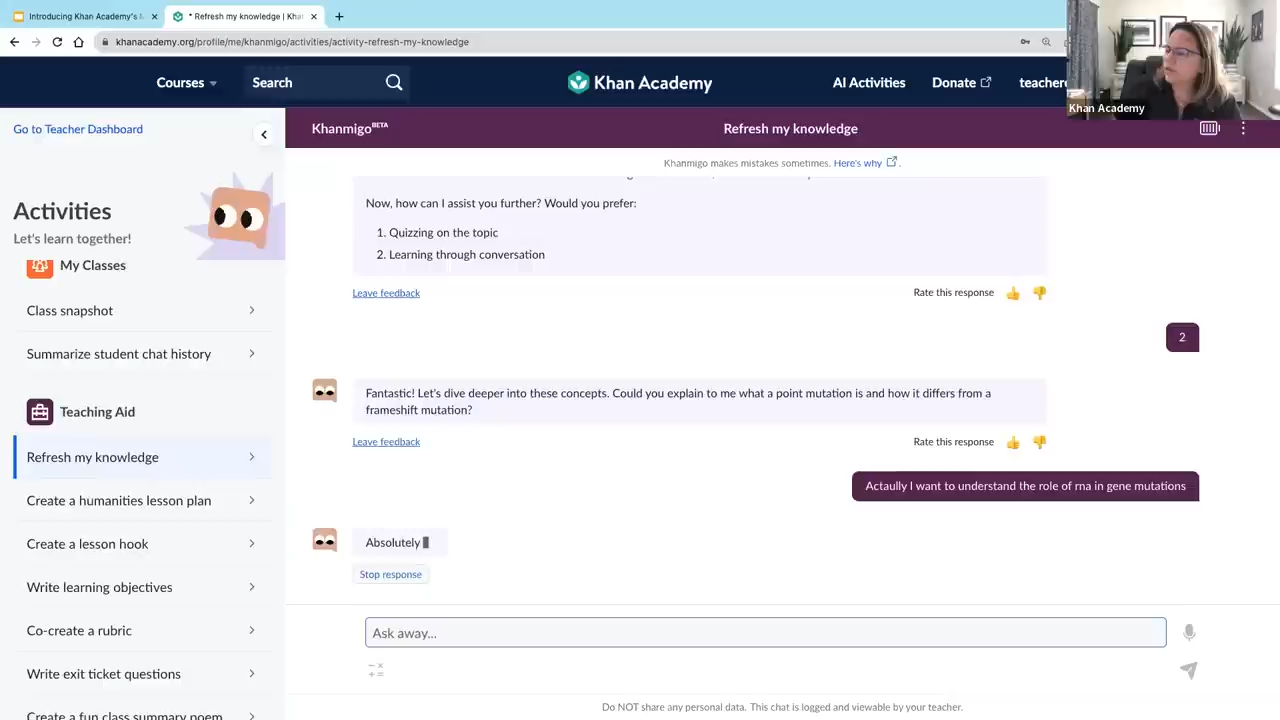 Introducing Khan Academy's
* Refresh my knowledge | Khan
khanacademy.org/profile/me/khanmigo/activities/activity-refresh-my-knowledge
Courses
Search
Khan Academy
AI Activities
Donate
Khan Academy
Go to Teacher Dashboard
Khanmigo BETA
Refresh my knowledge
Khanmigo makes mistakes sometimes. Here's why.
Activities
Let's learn together!
My Classes
Class snapshot
Summarize student chat history
Teaching Aid
Refresh my knowledge
Create a humanities lesson plan
Create a lesson hook
Write learning objectives
Co-create a rubric
Write exit ticket questions
Create a fun class summary poem
Now, how can I assist you further? Would you prefer:
1. Quizzing on the topic
2. Learning through conversation
Leave feedback
Rate this response
2
Fantastic! Let's dive deeper into these concepts. Could you explain to me what a point mutation is and how it differs from a
frameshift mutation?
Leave feedback
Rate this response
Actaully I want to understand the role of rna in gene mutations
Absolutely
Stop response
Ask away...
Do NOT share any personal data. This chat is logged and viewable by your teacher.